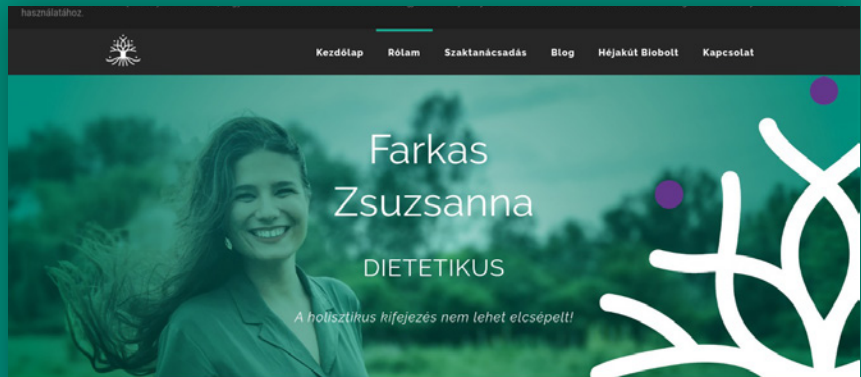 használatához.
Kezdőlap Rólam Szaktanácsadás Blog Héjakút Biobolt Kapcsolat
Farkas
Zsuzsanna
DIETETIKUS
A holisztikus kifejezés nem lehet elcsépelt!